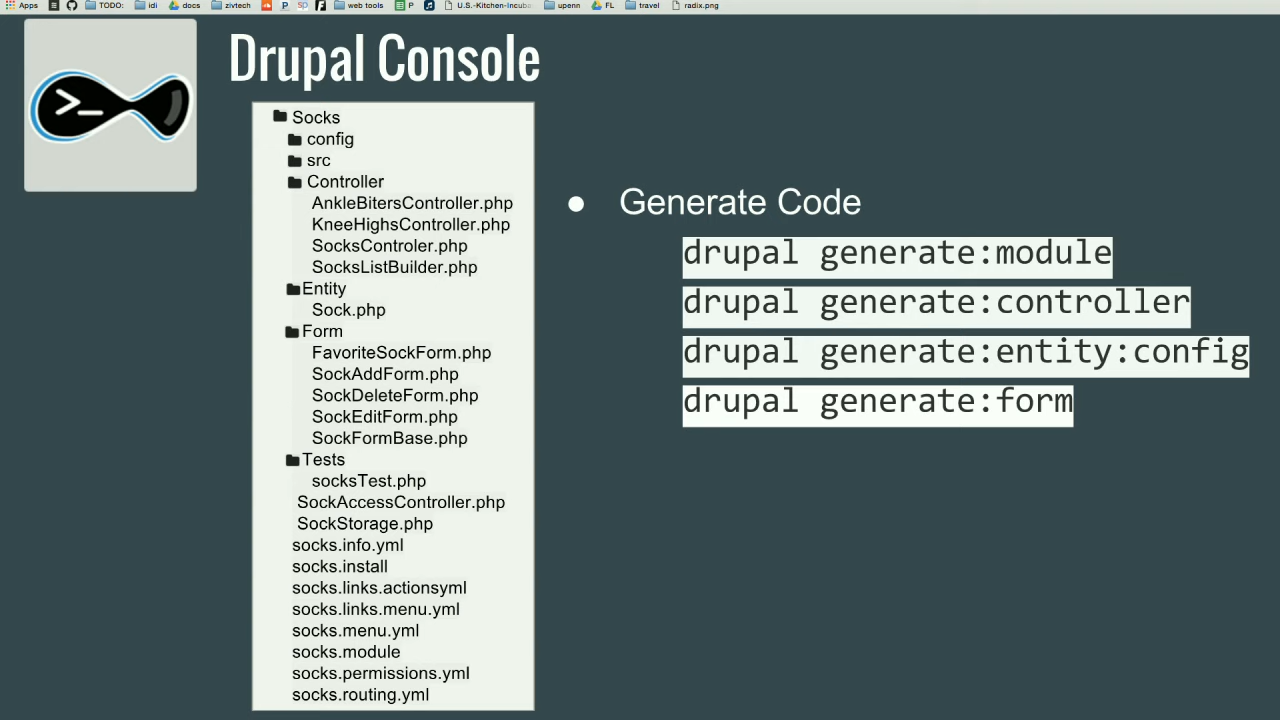 Apps
TODO:
idi
docs
zivtech
web tools
P
U.S.-Kitchen-Incub
upenn
FL
travel
radix.png
>_
Drupal Console
Socks
config
src
Controller
AnkleBitersController.php
KneeHighsController.php
SocksControler.php
SocksListBuilder.php
Entity
Sock.php
Form
FavoriteSockForm.php
SockAddForm.php
SockDeleteForm.php
SockEditForm.php
SockFormBase.php
Tests
socksTest.php
SockAccessController.php
SockStorage.php
socks.info.yml
socks.install
socks.links.actionsyml
socks.links.menu.yml
socks.menu.yml
socks.module
socks.permissions.yml
socks.routing.yml
● Generate Code
drupal generate:module
drupal generate:controller
drupal generate:entity:config
drupal generate:form